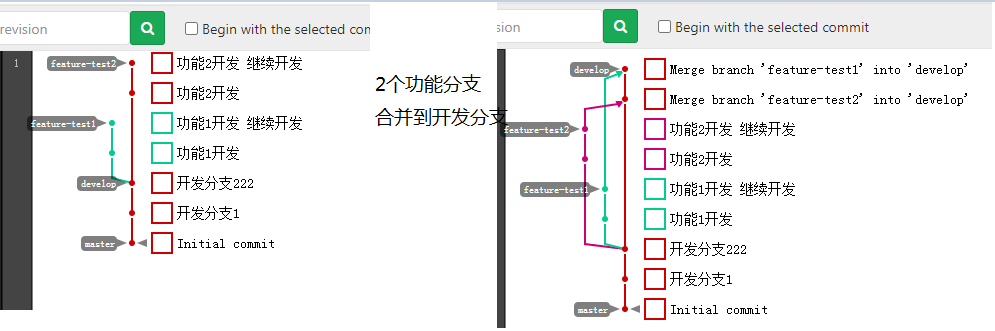 revision
Begin with the selected com
1
feature-test2
功能2开发 继续开发
功能2开发
feature-test1
功能1开发 继续开发
功能1开发
develop
开发分支222
开发分支1
master
Initial commit
2个功能分支
合并到开发分支
ision
Begin with the selected commit
develop
Merge branch 'feature-test1' into 'develop'
Merge branch 'feature-test2' into 'develop'
feature-test2
功能2开发 继续开发
功能2开发
feature-test1
功能1开发 继续开发
功能1开发
开发分支222
开发分支1
master
Initial commit